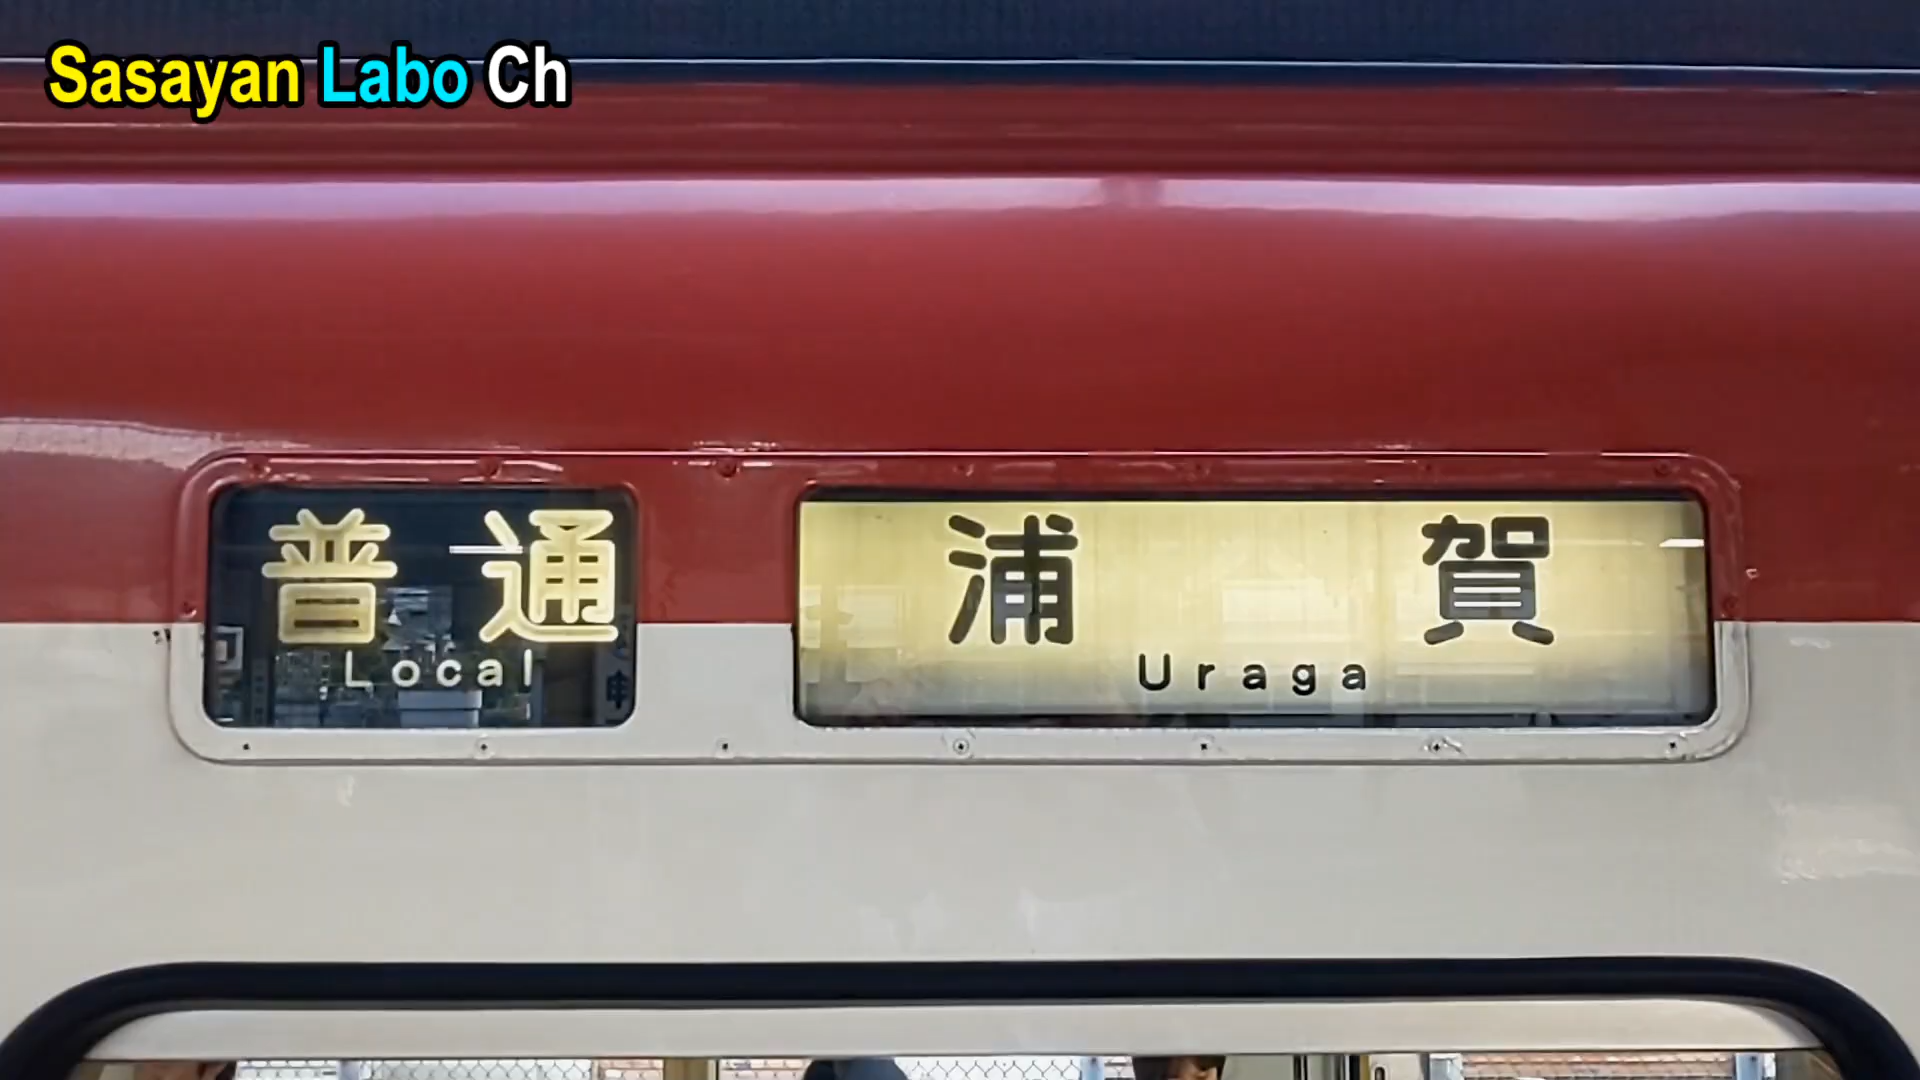 Sasayan Labo Ch
普通
Local
浦賀
Uraga